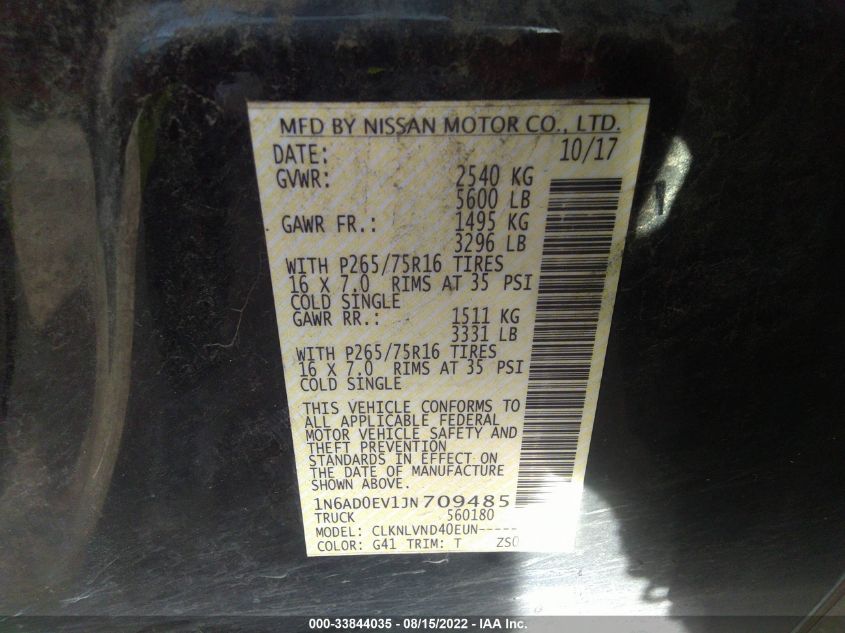 MFD BY NISSAN MOTOR CO., LTD.
DATE: 10/17
GVWR: 2540 KG
5600 LB
GAWR FR.: 1495 KG
3296 LB
WITH P265/75R16 TIRES
16 X 7.0 RIMS AT 35 PSI
COLD SINGLE
GAWR RR.: 1511 KG
3331 LB
WITH P265/75R16 TIRES
16 X 7.0 RIMS AT 35 PSI
COLD SINGLE
THIS VEHICLE CONFORMS TO
ALL APPLICABLE FEDERAL
MOTOR VEHICLE SAFETY AND
THEFT PREVENTION
STANDARDS IN EFFECT ON
THE DATE OF MANUFACTURE
SHOWN ABOVE.
1N6AD0EV1JN709485
TRUCK 560180
MODEL: CLKNLVND40EUN-----
COLOR: G41 TRIM: T ZS0
000-33844035 - 08/15/2022 - IAA Inc.